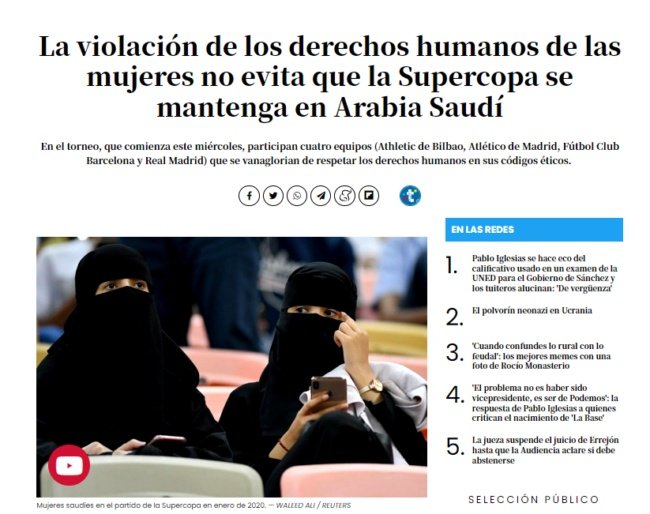 La violación de los derechos humanos de las
mujeres no evita que la Supercopa se
mantenga en Arabia Saudí
En el torneo, que comienza este miércoles, participan cuatro equipos (Athletic de Bilbao, Atlético de Madrid, Fútbol Club
Barcelona y Real Madrid) que se vanaglorian de respetar los derechos humanos en sus códigos éticos.
Mujeres saudíes en el partido de la Supercopa en enero de 2020. — WALEED ALI / REUTERS
EN LAS REDES
1. Pablo Iglesias se hace eco del
calificativo usado en un examen de la
UNED para el Gobierno de Sánchez y
los tuiteros alucinan: 'De vergüenza'
2. El polvorín neonazi en Ucrania
3. 'Cuando confundes lo rural con lo
feudal': los mejores memes con una
foto de Rocío Monasterio
4. 'El problema no es haber sido
vicepresidente, es ser de Podemos': la
respuesta de Pablo Iglesias a quienes
critican el nacimiento de 'La Base'
5. La jueza suspende el juicio de Errejón
hasta que la Audiencia aclare si debe
abstenerse
SELECCIÓN PÚBLICO